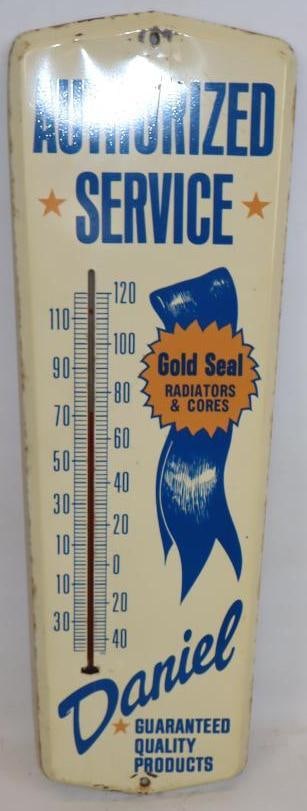 AUTHORIZED
SERVICE
120
110
100
90
80
70
60
50
40
30
20
10
0
10
20
30
40
Gold Seal
RADIATORS
& CORES
Daniel
GUARANTEED
QUALITY
PRODUCTS